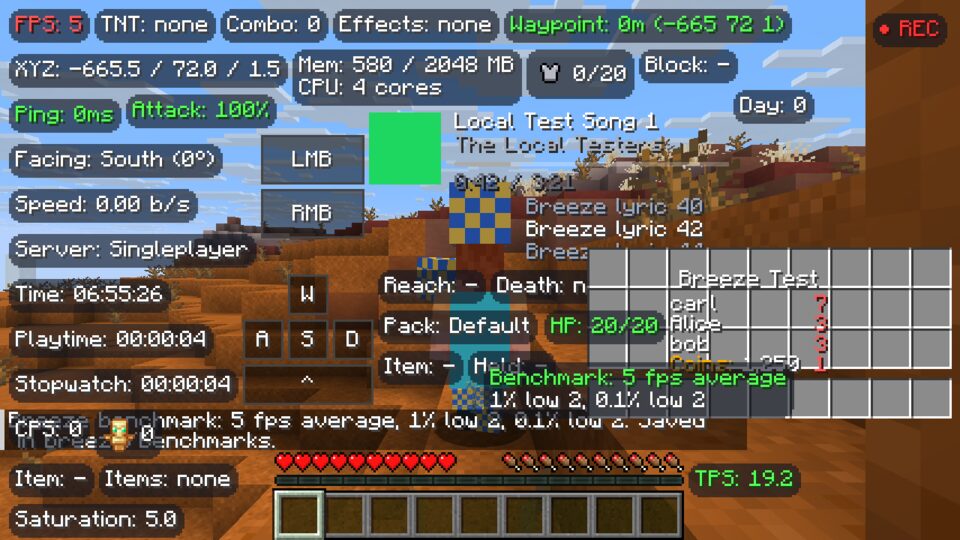 FPS: 5 TNT: none Combo: 0 Effects: none Waypoint: 0m (-665 72 1)
REC
XYZ: -665.5 / 72.0 / 1.5
Mem: 580 / 2048 MB
CPU: 4 cores
0/20
Block: -
Day: 0
Ping: 0ms
Attack: 100%
Local Test Song 1
The Local Testers
0:42 / 3:21
Facing: South (0°)
LMB
Speed: 0.00 b/s
RMB
Breeze lyric 40
Breeze lyric 42
Breeze lyric
Server: Singleplayer
Time: 06:55:26
W
Reach: - Death: n
Breeze Test
carl 7
Alice 3
bob 3
Coins: 1,250 1
Playtime: 00:00:04
A S D
Pack: Default
HP: 20/20
Item: - Held: -
Stopwatch: 00:00:04
^
Benchmark: 5 fps average
1% low 2, 0.1% low 2
Breeze benchmark: 5 fps average, 1% low 2, 0.1% low 2. Saved
in Breeze benchmarks.
CPS: 0
0
Item: - Items: none
TPS: 19.2
Saturation: 5.0